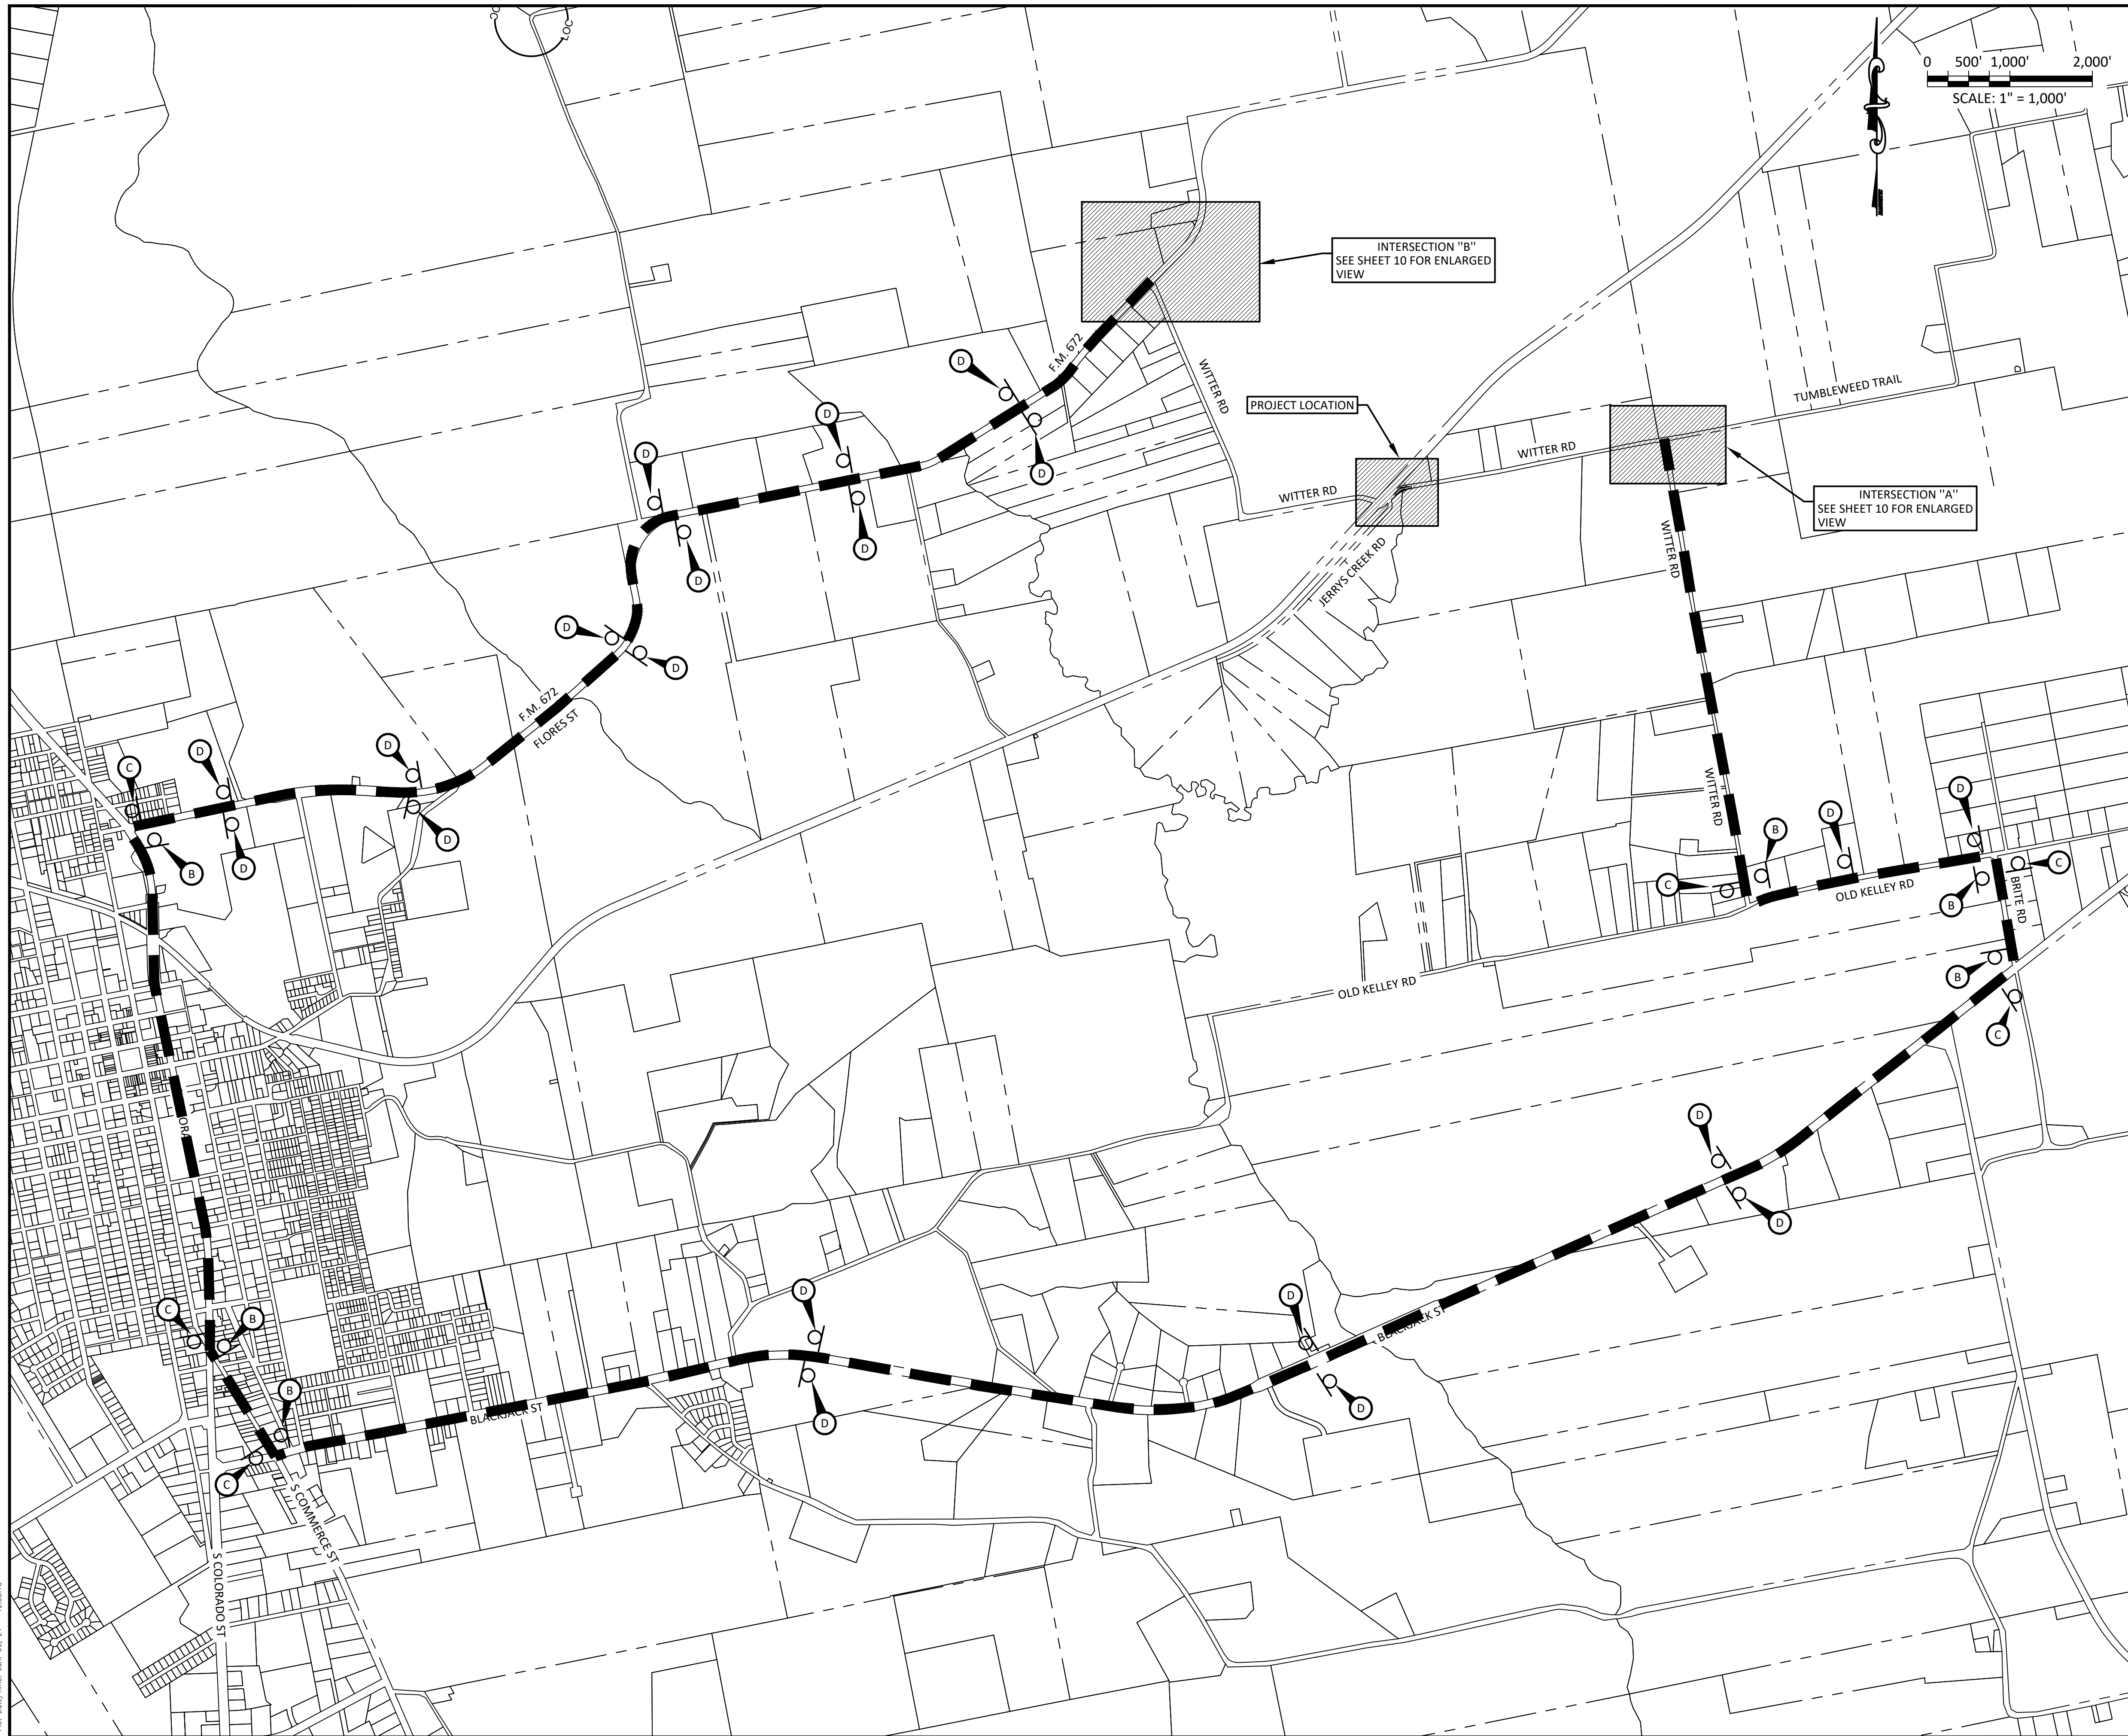 LOC
0 500' 1,000' 2,000'
SCALE: 1" = 1,000'
INTERSECTION "B"
SEE SHEET 10 FOR ENLARGED
VIEW
F.M. 672
D
WITTER RD
PROJECT LOCATION
TUMBLEWEED TRAIL
D
D
D
WITTER RD
WITTER RD
INTERSECTION "A"
SEE SHEET 10 FOR ENLARGED
VIEW
D
D
WITTER RD
JERRYS CREEK RD
D
D
F.M. 672
FLORES ST
D
D
C
D
D
B
WITTER RD
D
D
B
C
C
B
OLD KELLEY RD
BRITE RD
B
OLD KELLEY RD
C
D
D
D
D
C
B
BLACKJACK ST
B
D
D
BLACKJACK ST
C
S COMMERCE ST
S COLORADO ST